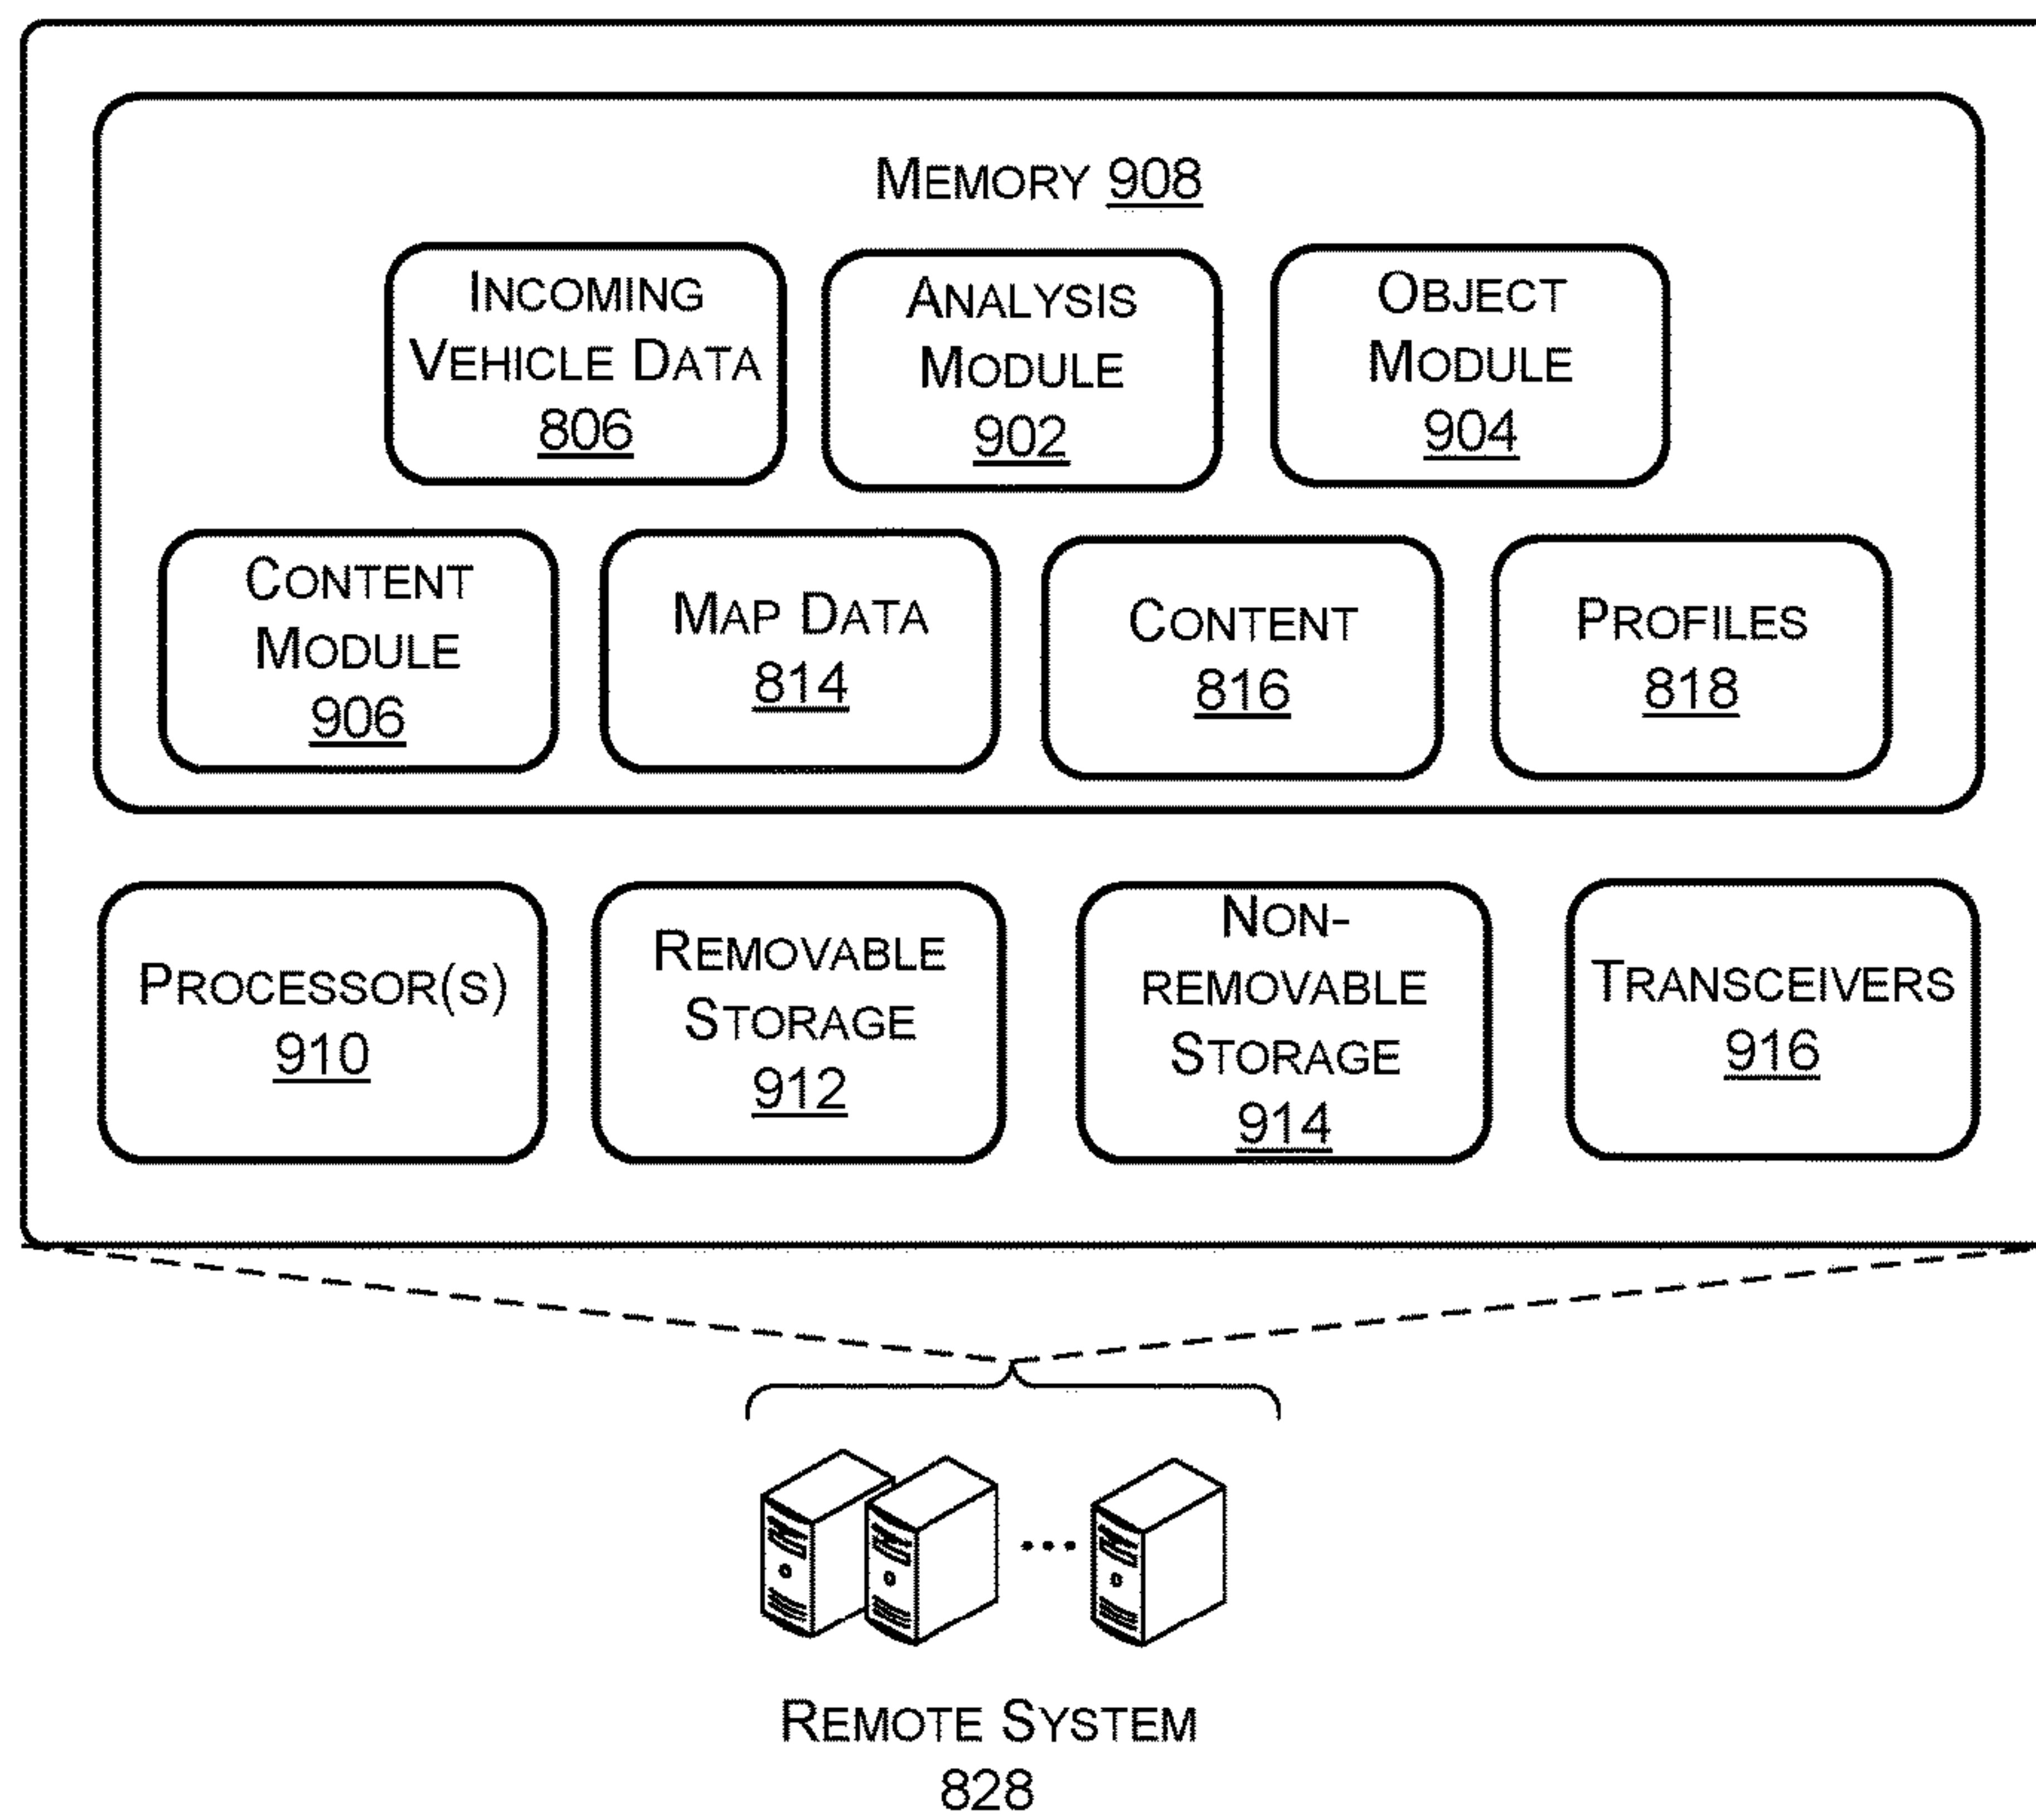 MEMORY 908
INCOMING
VEHICLE DATA
806
ANALYSIS
MODULE
902
OBJECT
MODULE
904
CONTENT
MODULE
906
MAP DATA
814
CONTENT
816
PROFILES
818
PROCESSOR(S)
910
REMOVABLE
STORAGE
912
NON-
REMOVABLE
STORAGE
914
TRANSCEIVERS
916
...
REMOTE SYSTEM
828